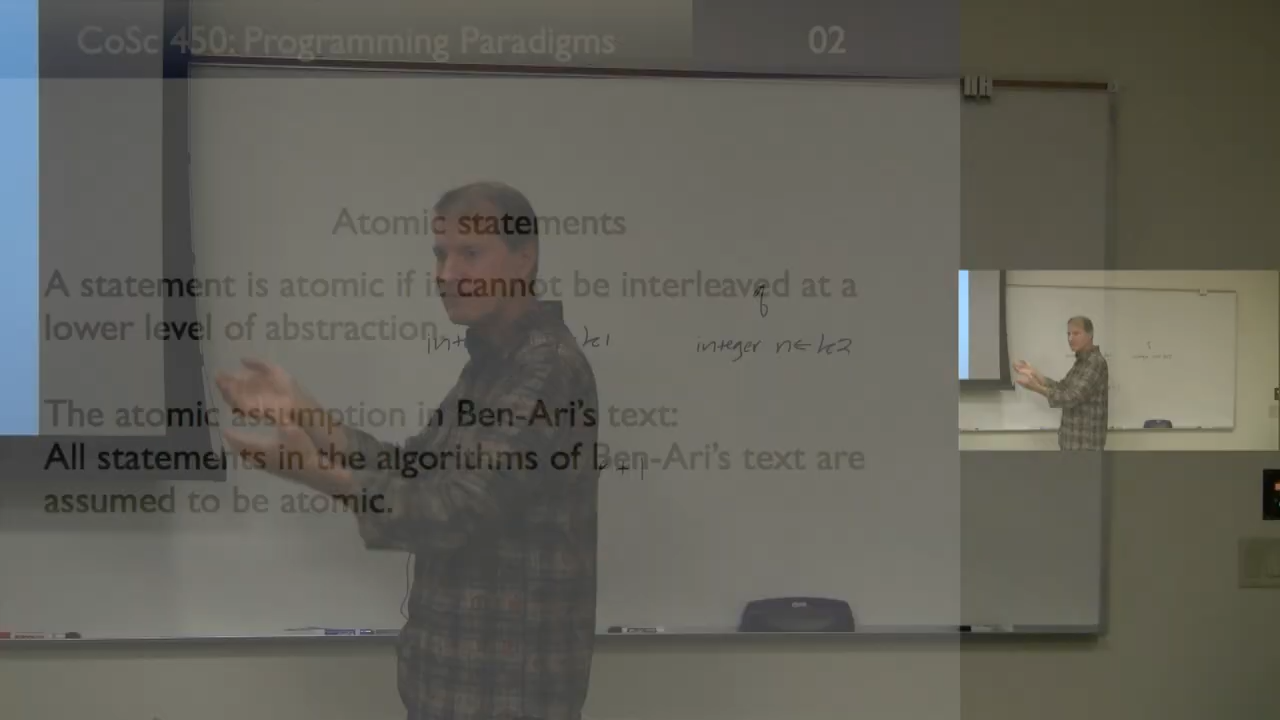 CoSc 450: Programming Paradigms 02
Atomic statements
A statement is atomic if it cannot be interleaved at a
lower level of abstraction.
q
k1
integer n ← k2
The atomic assumption in Ben-Ari's text:
All statements in the algorithms of Ben-Ari's text are
+ 1
assumed to be atomic.